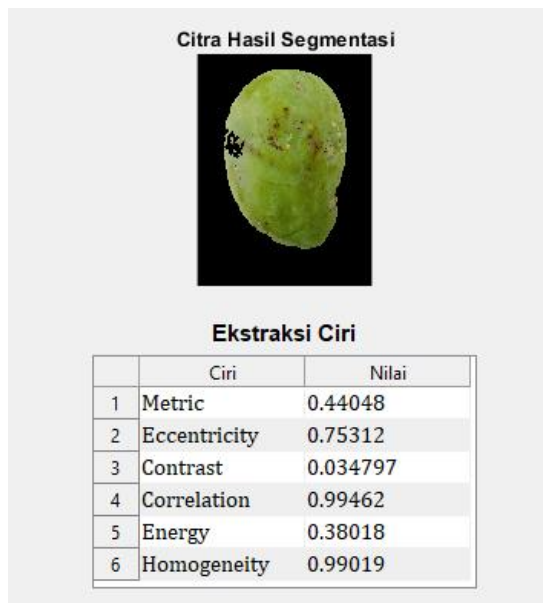 Citra Hasil Segmentasi
Ekstraksi Ciri
Ciri Nilai
1 Metric 0.44048
2 Eccentricity 0.75312
3 Contrast 0.034797
4 Correlation 0.99462
5 Energy 0.38018
6 Homogeneity 0.99019